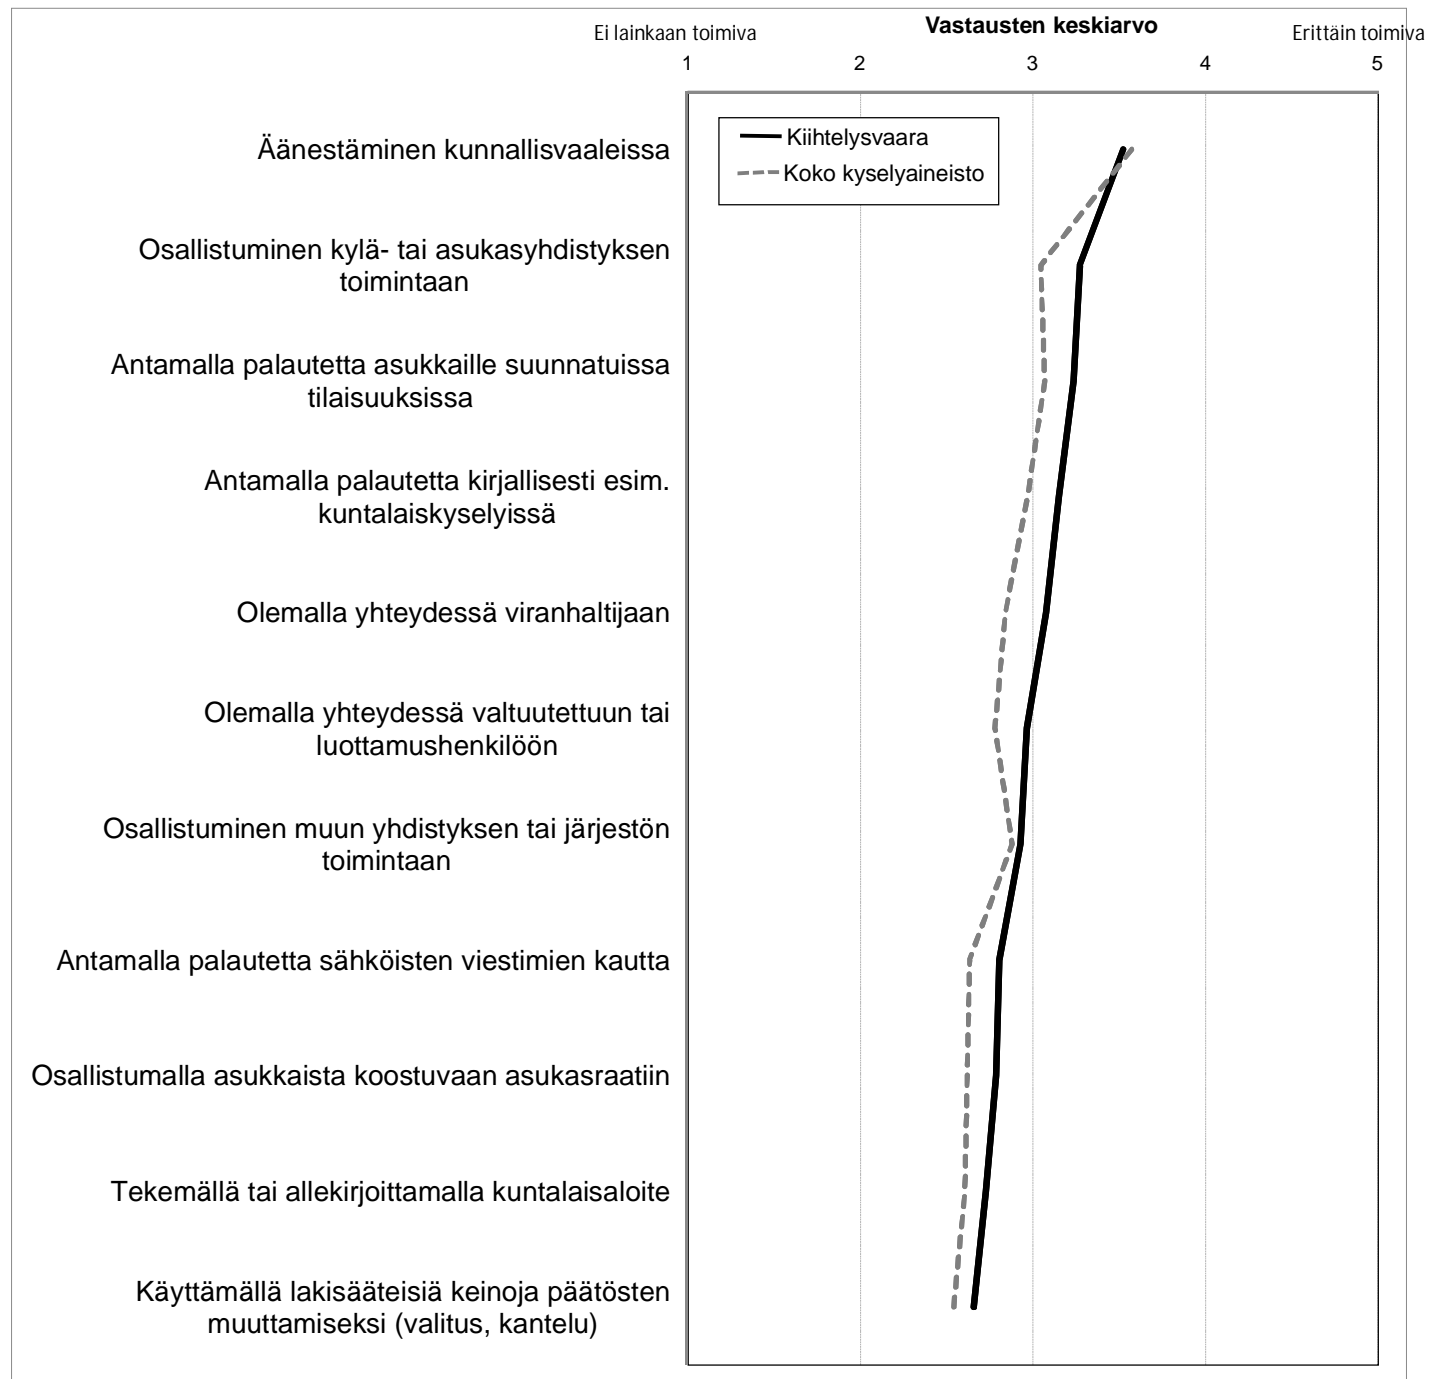 Ei lainkaan toimiva
Vastausten keskiarvo
Erittäin toimiva
1 2 3 4 5
Kiihtelysvaara
Koko kyselyaineisto
Äänestäminen kunnallisvaaleissa
Osallistuminen kylä- tai asukasyhdistyksen
toimintaan
Antamalla palautetta asukkaille suunnatuissa
tilaisuuksissa
Antamalla palautetta kirjallisesti esim.
kuntalaiskyselyissä
Olemalla yhteydessä viranhaltijaan
Olemalla yhteydessä valtuutettuun tai
luottamushenkilöön
Osallistuminen muun yhdistyksen tai järjestön
toimintaan
Antamalla palautetta sähköisten viestimien kautta
Osallistumalla asukkaista koostuvaan asukasraatiin
Tekemällä tai allekirjoittamalla kuntalaisaloite
Käyttämällä lakisääteisiä keinoja päätösten
muuttamiseksi (valitus, kantelu)